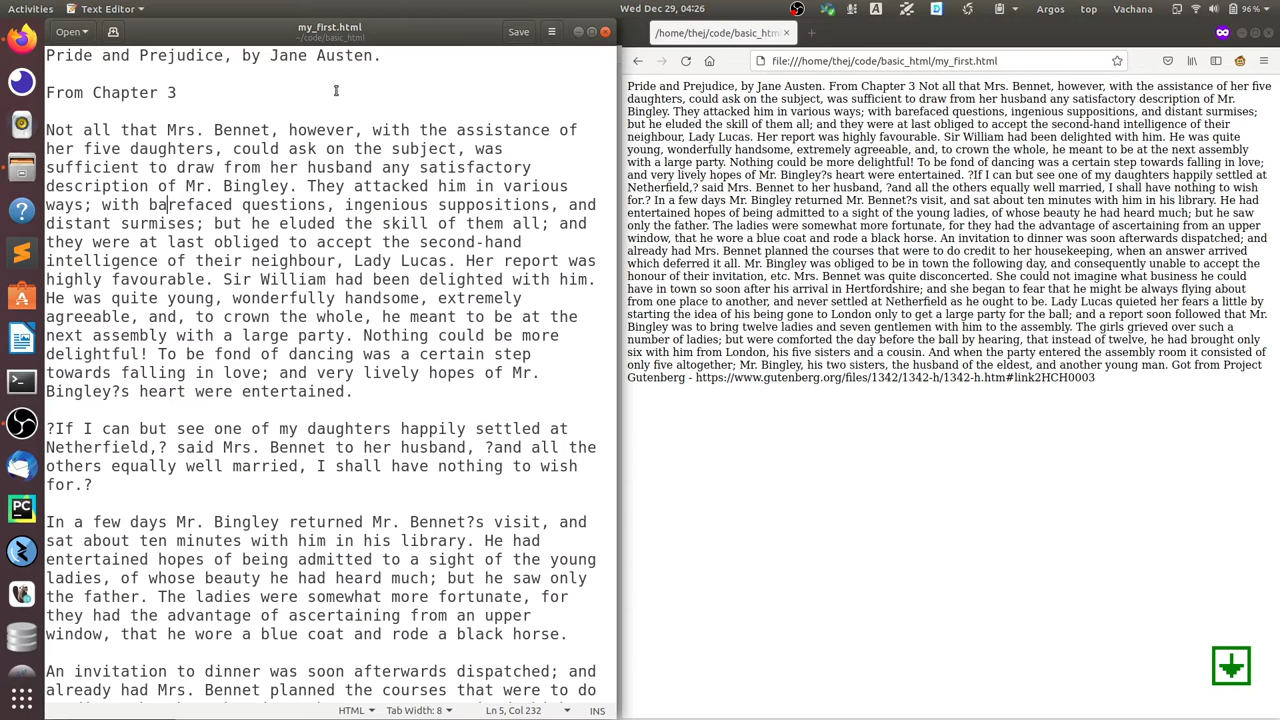 Activities
Text Editor
Wed Dec 29, 04:26
Argos
top
Vachana
96 %
Open
my_first.html
~/code/basic_html
Save
Pride and Prejudice, by Jane Austen.
From Chapter 3
Not all that Mrs. Bennet, however, with the assistance of
her five daughters, could ask on the subject, was
sufficient to draw from her husband any satisfactory
description of Mr. Bingley. They attacked him in various
ways; with barefaced questions, ingenious suppositions, and
distant surmises; but he eluded the skill of them all; and
they were at last obliged to accept the second-hand
intelligence of their neighbour, Lady Lucas. Her report was
highly favourable. Sir William had been delighted with him.
He was quite young, wonderfully handsome, extremely
agreeable, and, to crown the whole, he meant to be at the
next assembly with a large party. Nothing could be more
delightful! To be fond of dancing was a certain step
towards falling in love; and very lively hopes of Mr.
Bingley?s heart were entertained.
?If I can but see one of my daughters happily settled at
Netherfield,? said Mrs. Bennet to her husband, ?and all the
others equally well married, I shall have nothing to wish
for.?
In a few days Mr. Bingley returned Mr. Bennet?s visit, and
sat about ten minutes with him in his library. He had
entertained hopes of being admitted to a sight of the young
ladies, of whose beauty he had heard much; but he saw only
the father. The ladies were somewhat more fortunate, for
they had the advantage of ascertaining from an upper
window, that he wore a blue coat and rode a black horse.
An invitation to dinner was soon afterwards dispatched; and
already had Mrs. Bennet planned the courses that were to do
HTML
Tab Width: 8
Ln 5, Col 232
INS
/home/thej/code/basic_htm
file:///home/thej/code/basic_html/my_first.html
Pride and Prejudice, by Jane Austen. From Chapter 3 Not all that Mrs. Bennet, however, with the assistance of her five
daughters, could ask on the subject, was sufficient to draw from her husband any satisfactory description of Mr.
Bingley. They attacked him in various ways; with barefaced questions, ingenious suppositions, and distant surmises;
but he eluded the skill of them all; and they were at last obliged to accept the second-hand intelligence of their
neighbour, Lady Lucas. Her report was highly favourable. Sir William had been delighted with him. He was quite
young, wonderfully handsome, extremely agreeable, and, to crown the whole, he meant to be at the next assembly
with a large party. Nothing could be more delightful! To be fond of dancing was a certain step towards falling in love;
and very lively hopes of Mr. Bingley?s heart were entertained. ?If I can but see one of my daughters happily settled at
Netherfield,? said Mrs. Bennet to her husband, ?and all the others equally well married, I shall have nothing to wish
for.? In a few days Mr. Bingley returned Mr. Bennet?s visit, and sat about ten minutes with him in his library. He had
entertained hopes of being admitted to a sight of the young ladies, of whose beauty he had heard much; but he saw
only the father. The ladies were somewhat more fortunate, for they had the advantage of ascertaining from an upper
window, that he wore a blue coat and rode a black horse. An invitation to dinner was soon afterwards dispatched; and
already had Mrs. Bennet planned the courses that were to do credit to her housekeeping, when an answer arrived
which deferred it all. Mr. Bingley was obliged to be in town the following day, and consequently unable to accept the
honour of their invitation, etc. Mrs. Bennet was quite disconcerted. She could not imagine what business he could
have in town so soon after his arrival in Hertfordshire; and she began to fear that he might be always flying about
from one place to another, and never settled at Netherfield as he ought to be. Lady Lucas quieted her fears a little by
starting the idea of his being gone to London only to get a large party for the ball; and a report soon followed that Mr.
Bingley was to bring twelve ladies and seven gentlemen with him to the assembly. The girls grieved over such a
number of ladies; but were comforted the day before the ball by hearing, that instead of twelve, he had brought only
six with him from London, his five sisters and a cousin. And when the party entered the assembly room it consisted of
only five altogether; Mr. Bingley, his two sisters, the husband of the eldest, and another young man. Got from Project
Gutenberg - https://www.gutenberg.org/files/1342/1342-h/1342-h.htm#link2HCH0003